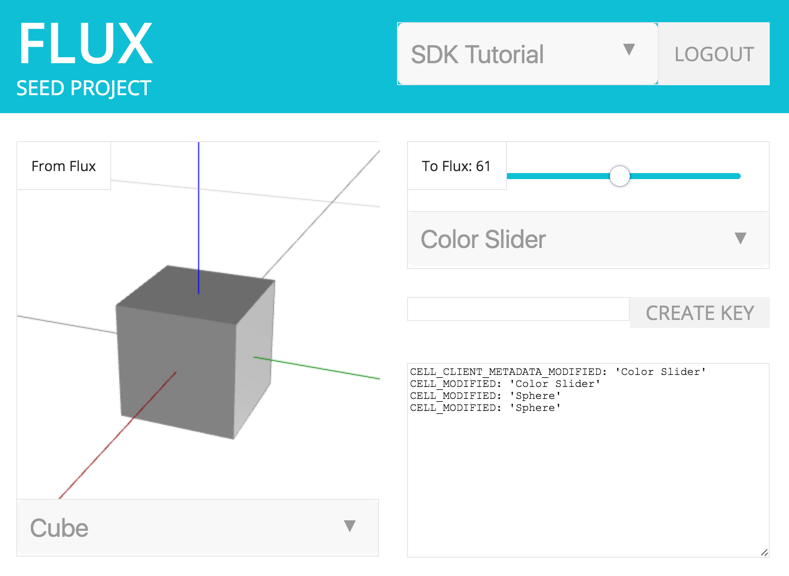 FLUX
SEED PROJECT
SDK Tutorial
LOGOUT
From Flux
Cube
To Flux: 61
Color Slider
CREATE KEY
CELL_CLIENT_METADATA_MODIFIED: 'Color Slider'
CELL_MODIFIED: 'Color Slider'
CELL_MODIFIED: 'Sphere'
CELL_MODIFIED: 'Sphere'